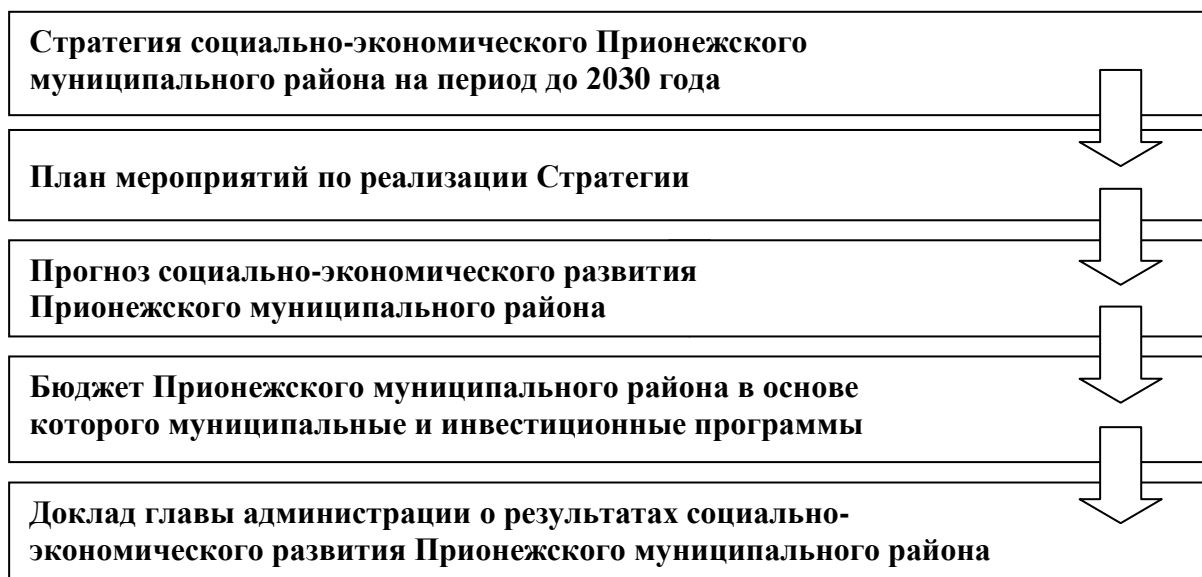 Стратегия социально-экономического Прионежского
муниципального района на период до 2030 года
План мероприятий по реализации Стратегии
Прогноз социально-экономического развития
Прионежского муниципального района
Бюджет Прионежского муниципального района в основе
которого муниципальные и инвестиционные программы
Доклад главы администрации о результатах социально-
экономического развития Прионежского муниципального района